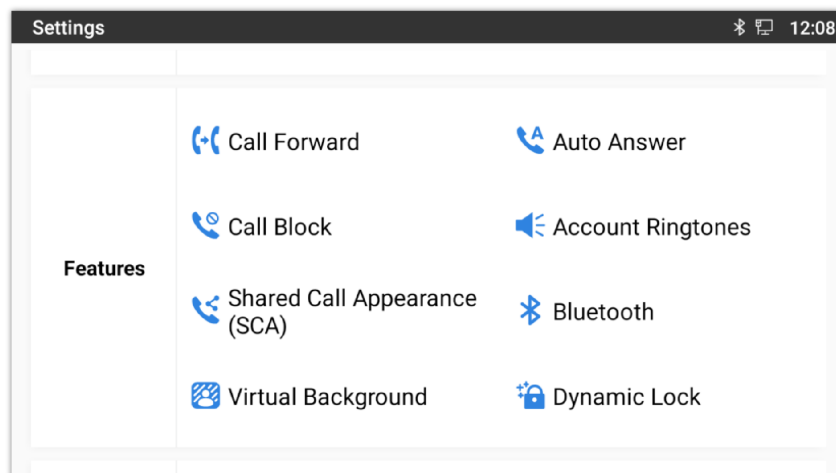 Settings
12:08
Call Forward
Auto Answer
Call Block
Account Ringtones
Features
Shared Call Appearance
(SCA)
Bluetooth
Virtual Background
Dynamic Lock